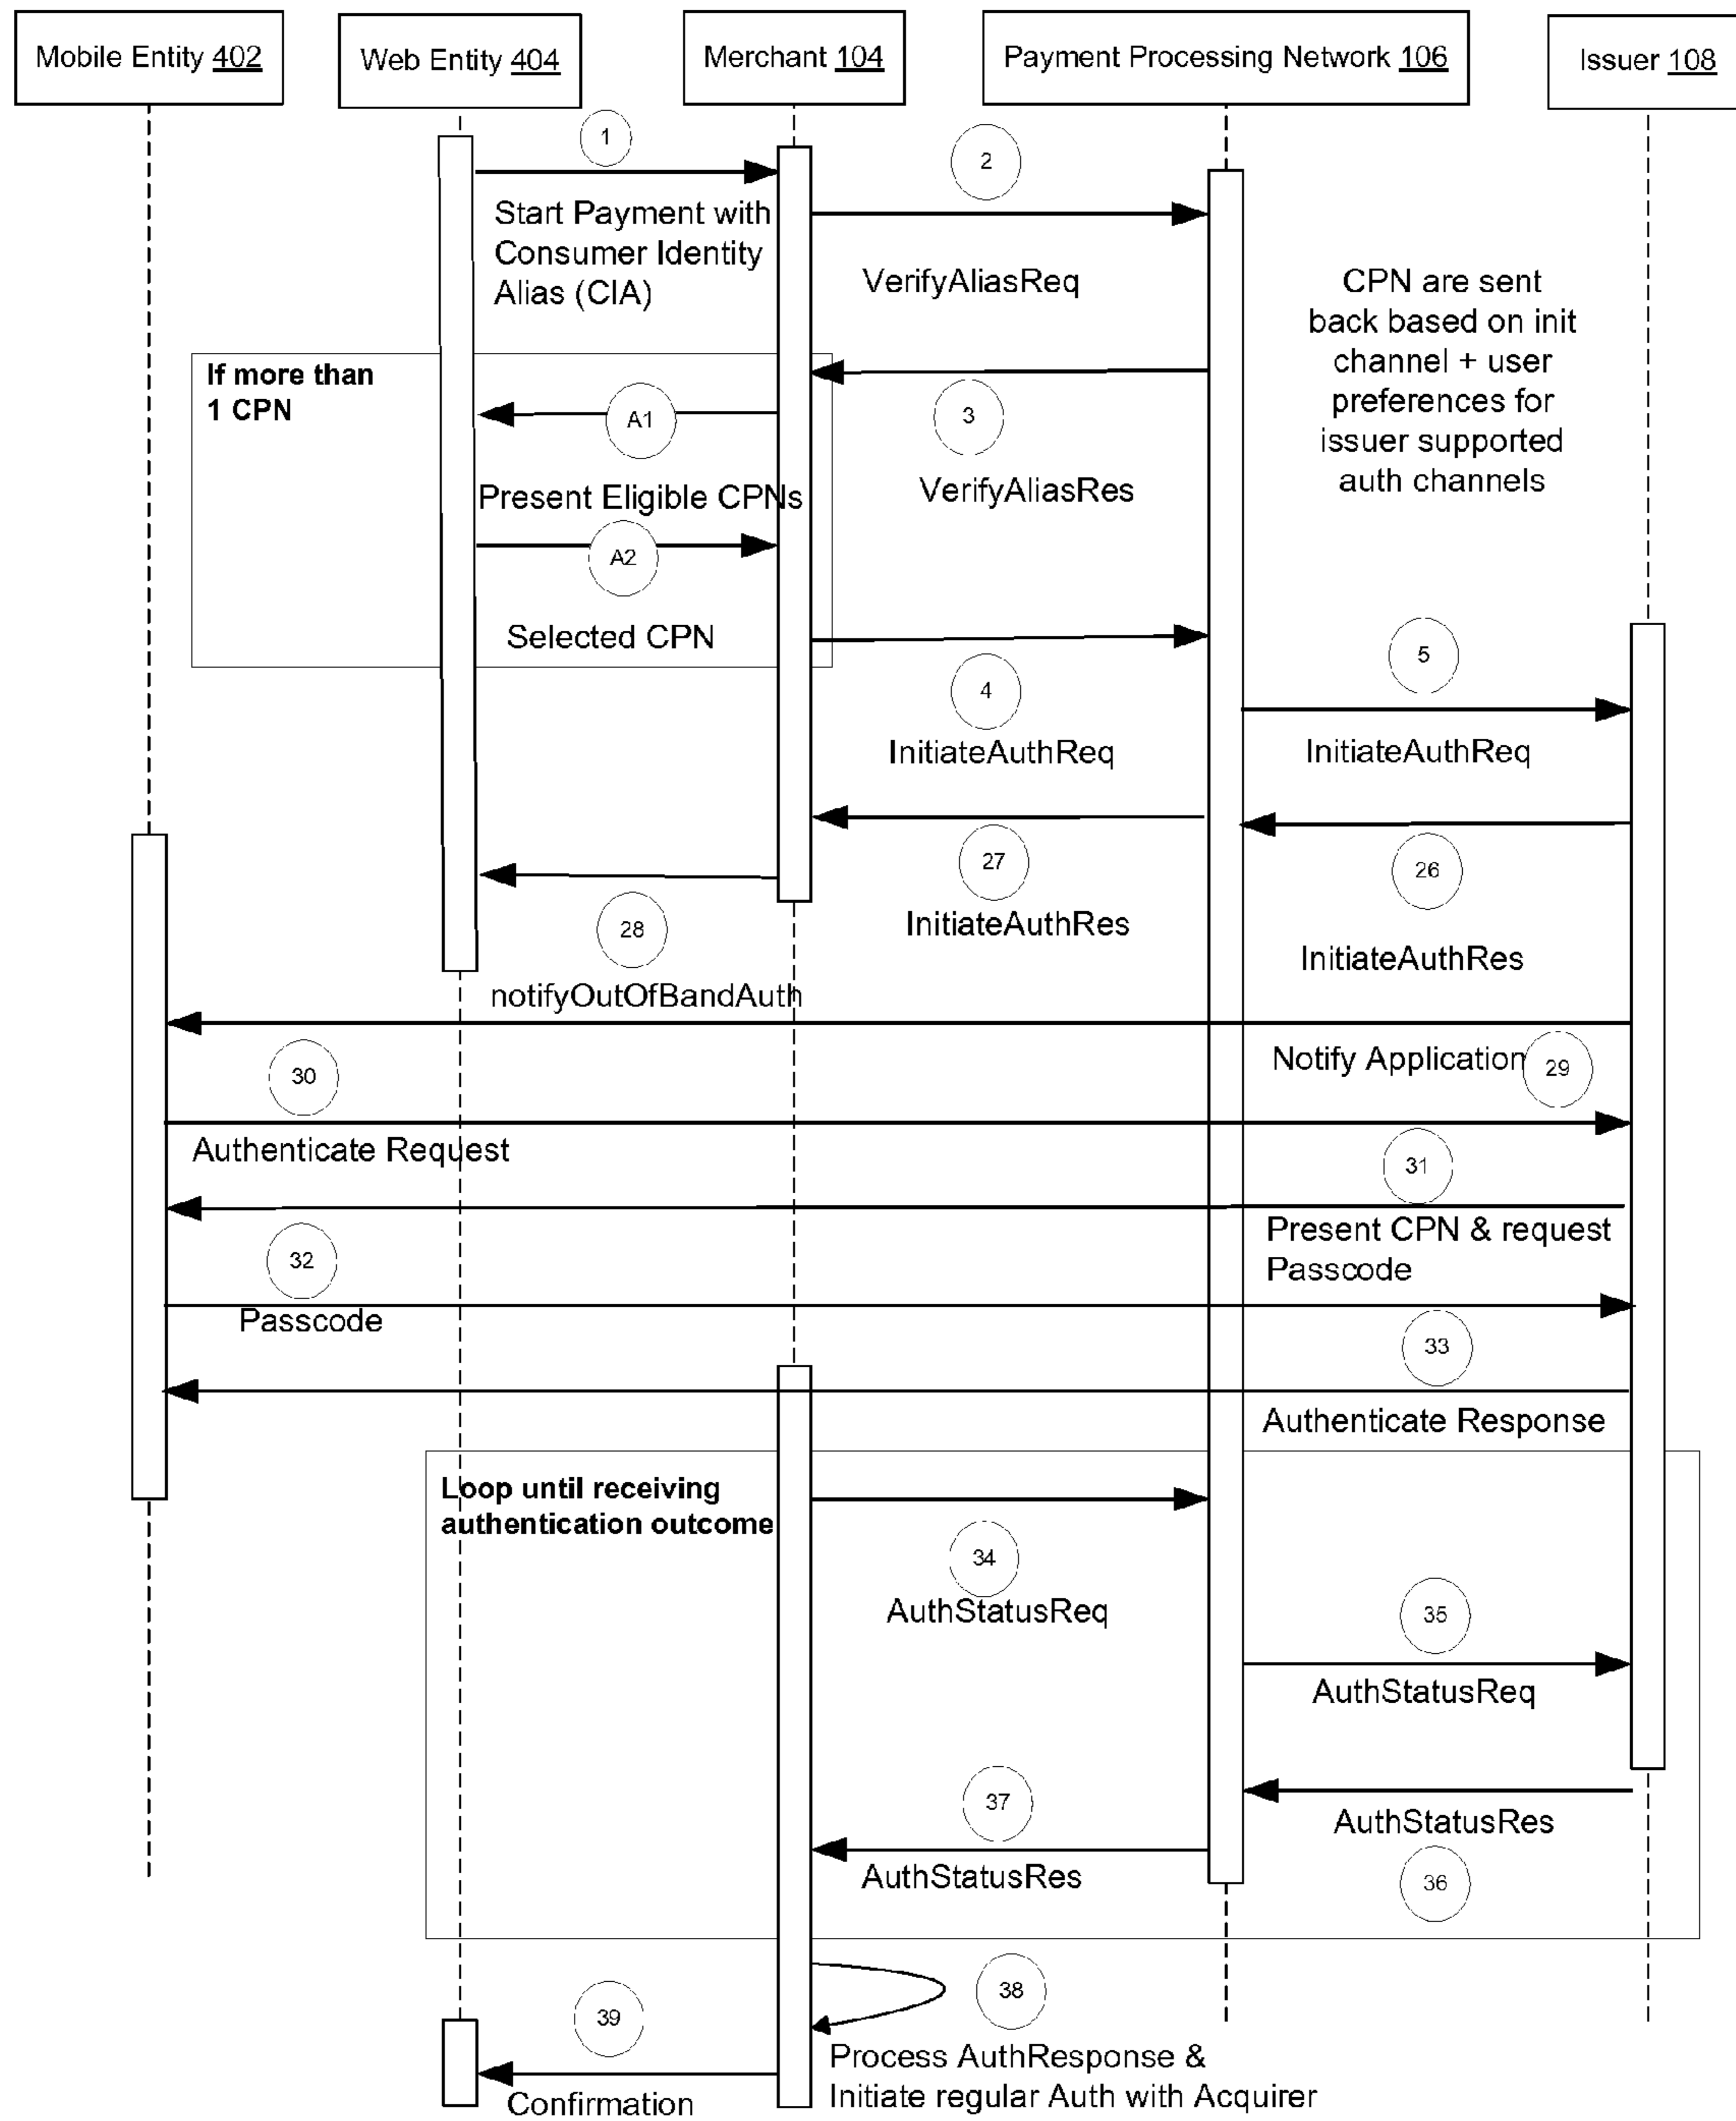 Mobile Entity 402
Web Entity 404
Merchant 104
Payment Processing Network 106
Issuer 108
1
2
Start Payment with
Consumer Identity
Alias (CIA)
VerifyAliasReq
CPN are sent
back based on init
channel + user
preferences for
issuer supported
auth channels
If more than
1 CPN
A1
3
Present Eligible CPNs
VerifyAliasRes
A2
Selected CPN
4
5
InitiateAuthReq
InitiateAuthReq
27
26
28
InitiateAuthRes
InitiateAuthRes
notifyOutOfBandAuth
30
Notify Application
29
Authenticate Request
31
32
Present CPN & request
Passcode
Passcode
33
Authenticate Response
Loop until receiving
authentication outcome
34
AuthStatusReq
35
AuthStatusReq
37
AuthStatusRes
AuthStatusRes
36
38
39
Process AuthResponse &
Initiate regular Auth with Acquirer
Confirmation